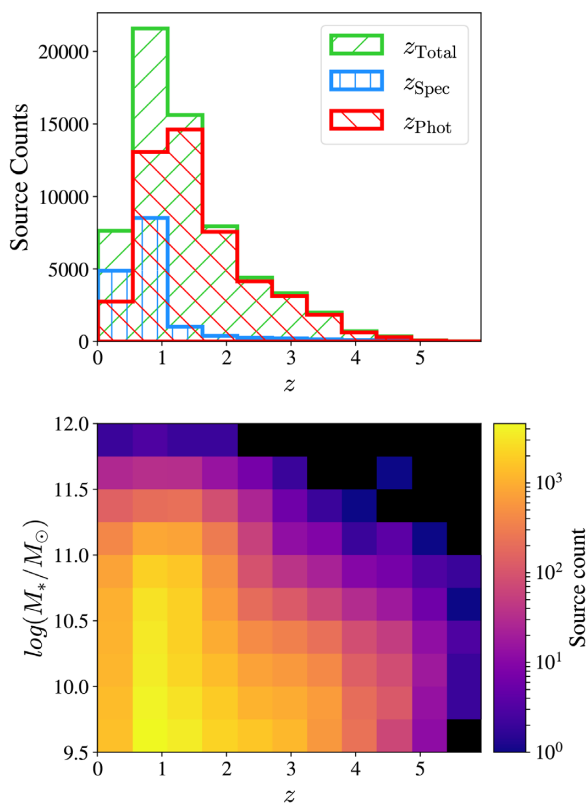 20000
15000
10000
5000
0
Source Counts
z_Total
z_Spec
z_Phot
0 1 2 3 4 5
z
12.0
11.5
11.0
10.5
10.0
9.5
log(M_*/M_⊙)
0 1 2 3 4 5
z
10^3
10^2
10^1
10^0
Source count